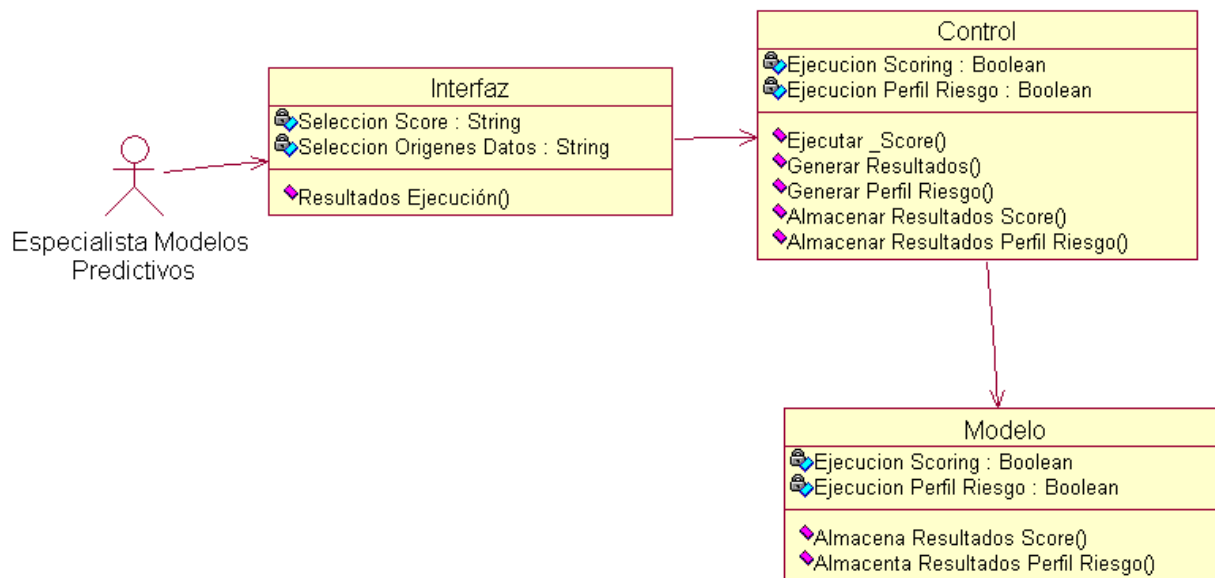 Control
Ejecucion Scoring : Boolean
Ejecucion Perfil Riesgo : Boolean
Ejecutar _Score()
Generar Resultados()
Generar Perfil Riesgo()
Almacenar Resultados Score()
Almacenar Resultados Perfil Riesgo()
Interfaz
Seleccion Score : String
Seleccion Origenes Datos : String
Resultados Ejecución()
Especialista Modelos
Predictivos
Modelo
Ejecucion Scoring : Boolean
Ejecucion Perfil Riesgo : Boolean
Almacena Resultados Score()
Almacenta Resultados Perfil Riesgo()